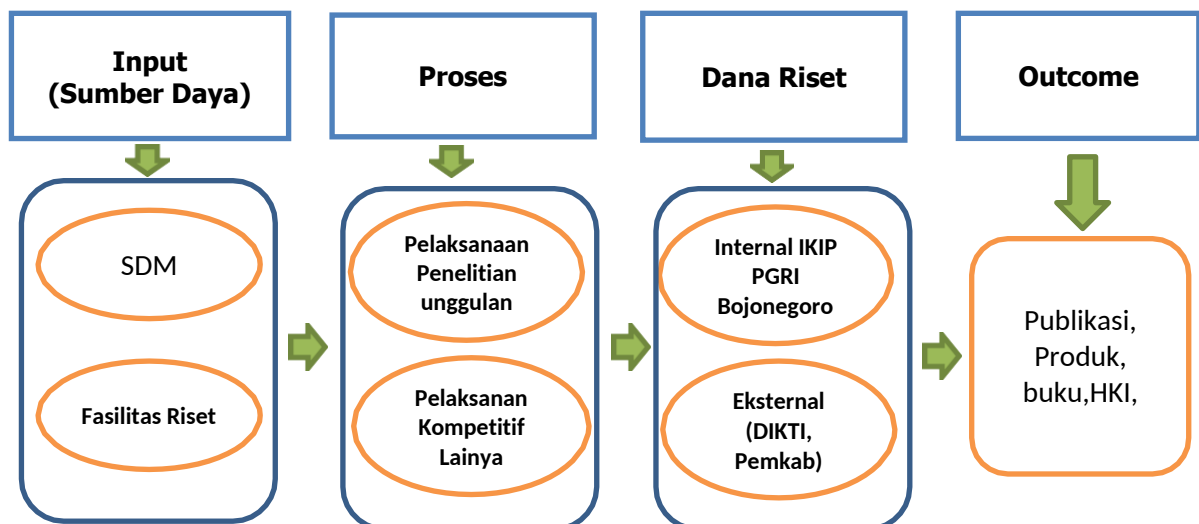 Input
(Sumber Daya)
Proses
Dana Riset
Outcome
SDM
Fasilitas Riset
Pelaksanaan
Penelitian
unggulan
Pelaksanan
Kompetitif
Lainya
Internal IKIP
PGRI
Bojonegoro
Eksternal
(DIKTI,
Pemkab)
Publikasi,
Produk,
buku,HKI,